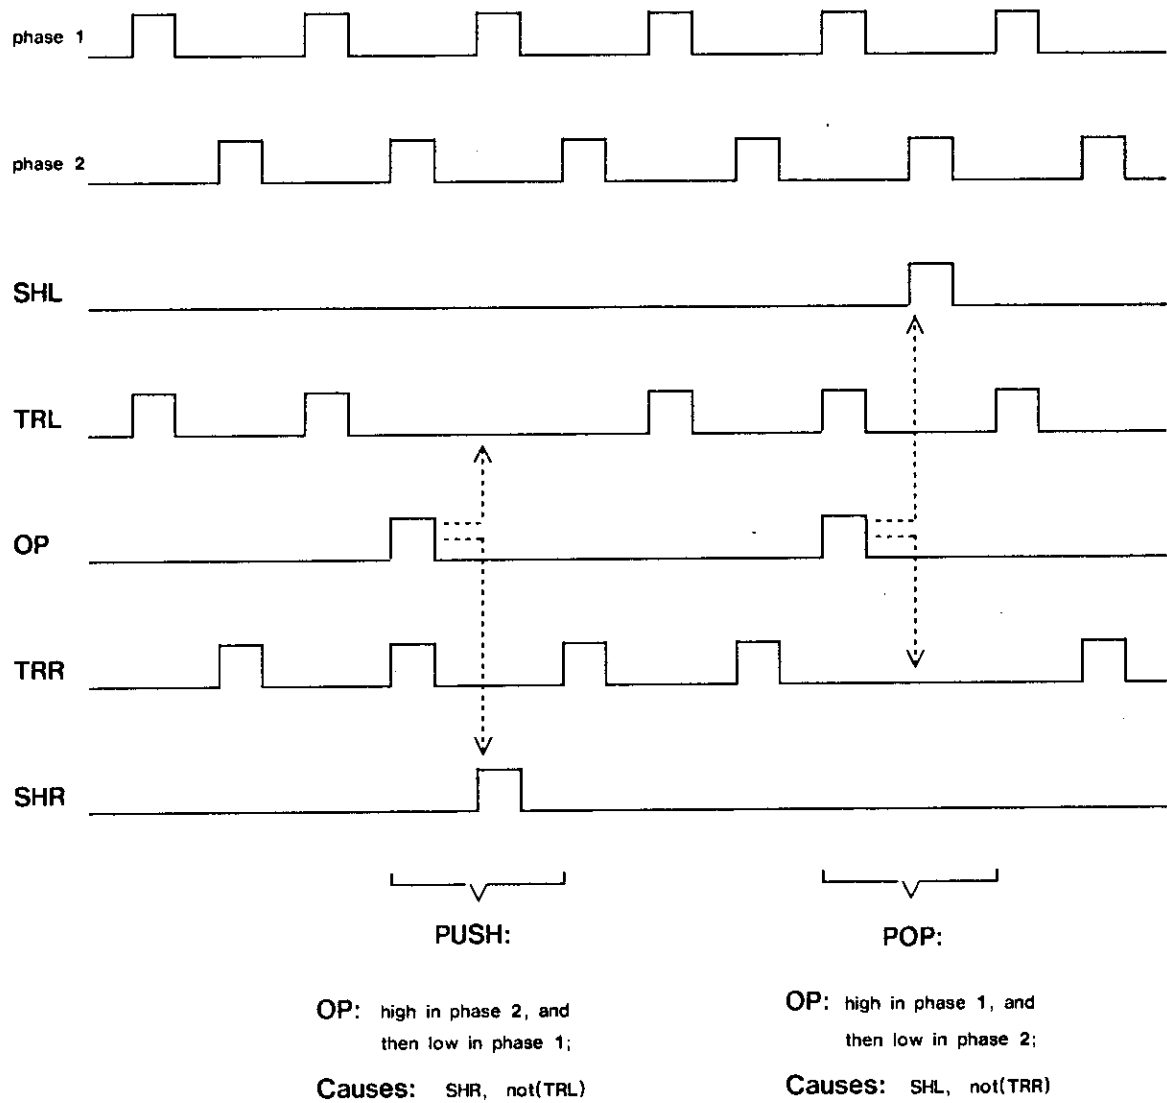 phase 1
phase 2
SHL
TRL
OP
TRR
SHR
PUSH:
OP: high in phase 2, and
then low in phase 1;
Causes: SHR, not(TRL)
POP:
OP: high in phase 1, and
then low in phase 2;
Causes: SHL, not(TRR)